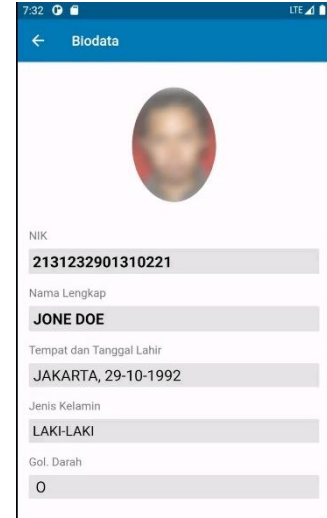 7:32 LTE
Biodata
NIK
2131232901310221
Nama Lengkap
JONE DOE
Tempat dan Tanggal Lahir
JAKARTA, 29-10-1992
Jenis Kelamin
LAKI-LAKI
Gol. Darah
O